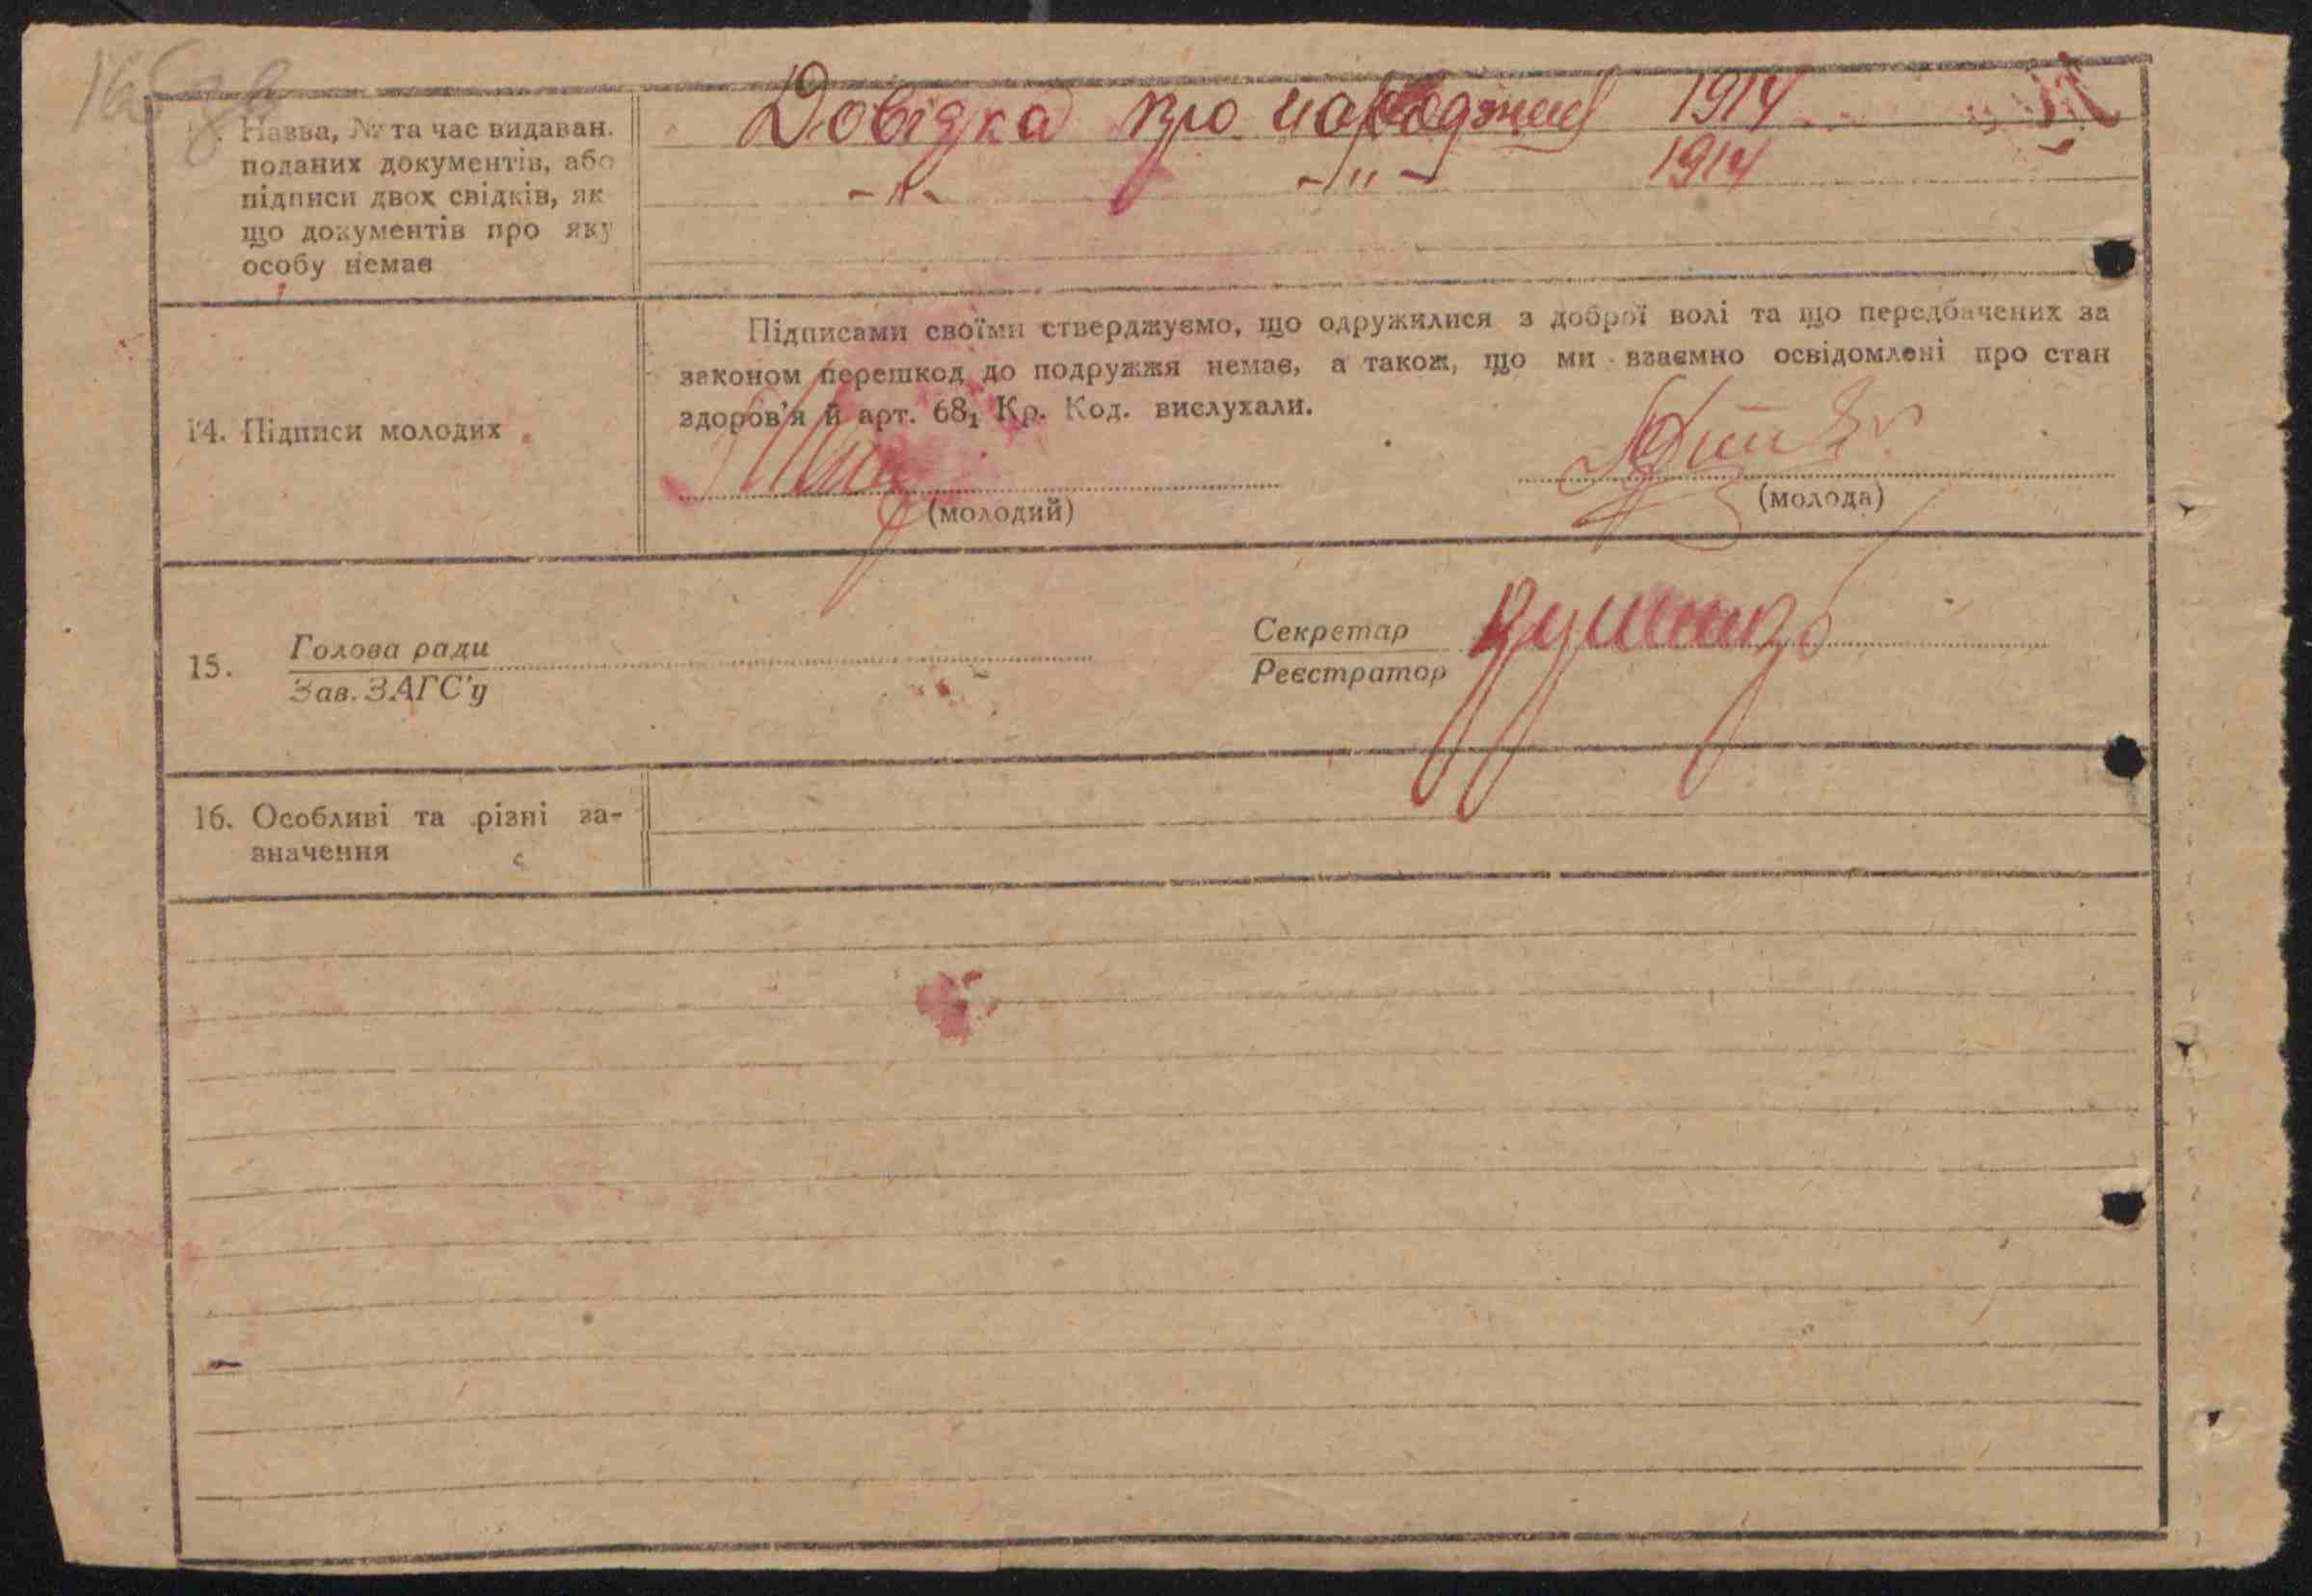 Назва, № та час видаван.
поданих документів, або
підписи двох свідків, як
що документів про яку
особу немає
Довідка про народження 1914
-"- -"- 1914
Підписами своїми стверджуємо, що одружилися з доброї волі та що передбачених за
законом перешкод до подружжя немає, а також, що ми взаємно освідомлені про стан
здоров'я й арт. 68₁ Кр. Код. вислухали.
14. Підписи молодих
(молодий) (молода)
15. Голова ради Секретар
Зав. ЗАГС'у Реєстратор
16. Особливі та різні за-
значення